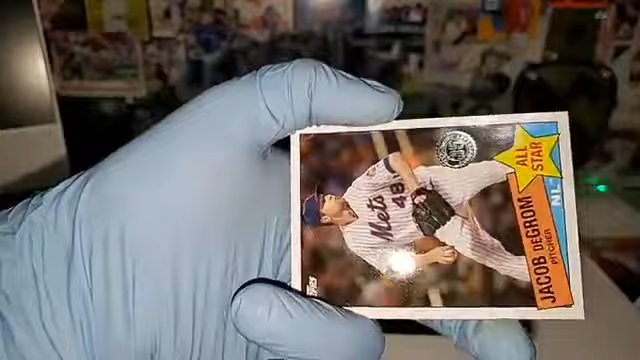 Topps
Mets
48
ALL
STAR
NL
JACOB deGROM
PITCHER